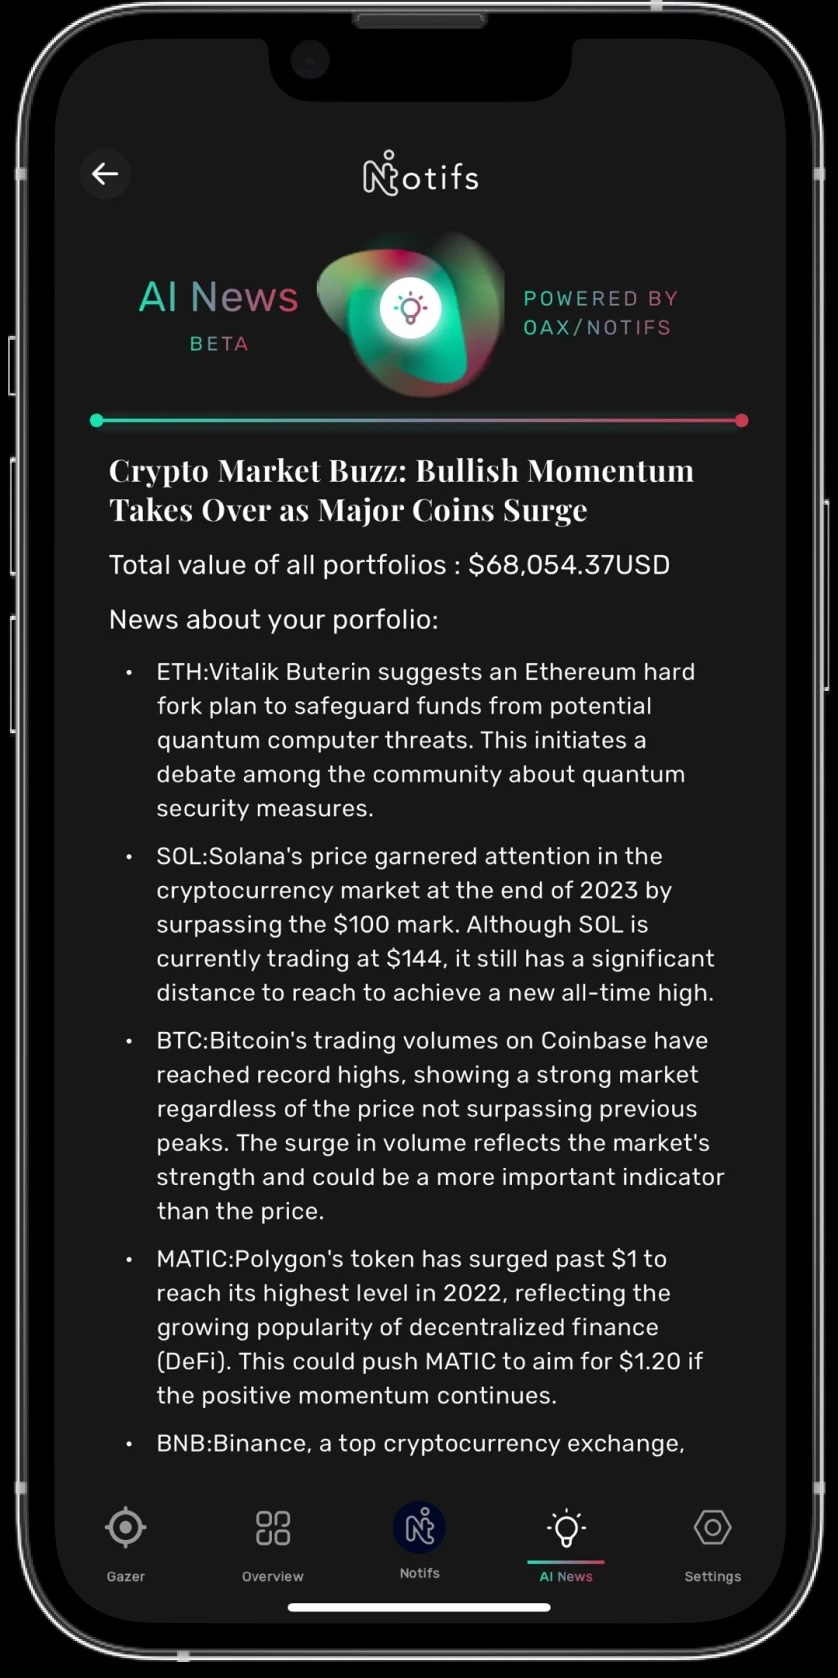 Notifs
AI News
BETA
POWERED BY
OAX/NOTIFS
Crypto Market Buzz: Bullish Momentum
Takes Over as Major Coins Surge
Total value of all portfolios : $68,054.37USD
News about your porfolio:
• ETH:Vitalik Buterin suggests an Ethereum hard
fork plan to safeguard funds from potential
quantum computer threats. This initiates a
debate among the community about quantum
security measures.
• SOL:Solana's price garnered attention in the
cryptocurrency market at the end of 2023 by
surpassing the $100 mark. Although SOL is
currently trading at $144, it still has a significant
distance to reach to achieve a new all-time high.
• BTC:Bitcoin's trading volumes on Coinbase have
reached record highs, showing a strong market
regardless of the price not surpassing previous
peaks. The surge in volume reflects the market's
strength and could be a more important indicator
than the price.
• MATIC:Polygon's token has surged past $1 to
reach its highest level in 2022, reflecting the
growing popularity of decentralized finance
(DeFi). This could push MATIC to aim for $1.20 if
the positive momentum continues.
• BNB:Binance, a top cryptocurrency exchange,
Gazer
Overview
Notifs
AI News
Settings